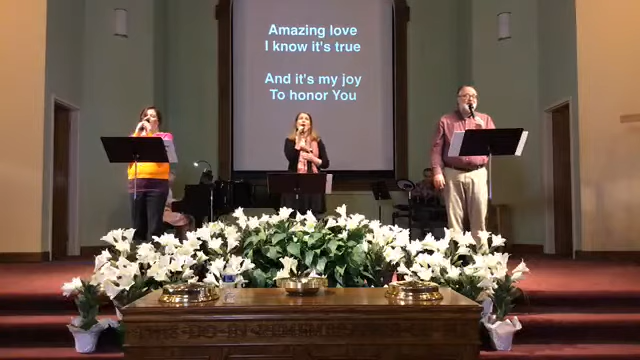 Amazing love
I know it's true
And it's my joy
To honor You